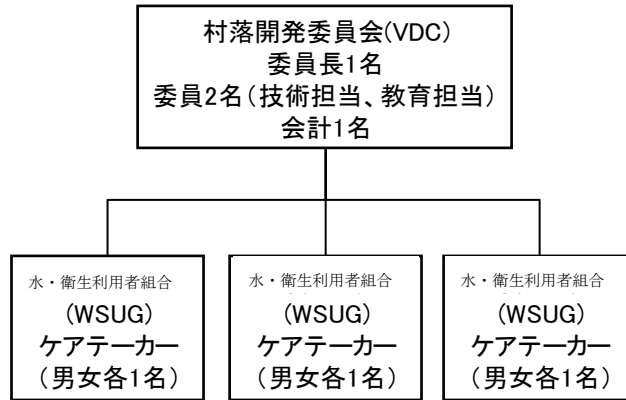 村落開発委員会(VDC)
委員長1名
委員2名(技術担当、教育担当)
会計1名
水・衛生利用者組合
(WSUG)
ケアテーカー
(男女各1名)
水・衛生利用者組合
(WSUG)
ケアテーカー
(男女各1名)
水・衛生利用者組合
(WSUG)
ケアテーカー
(男女各1名)